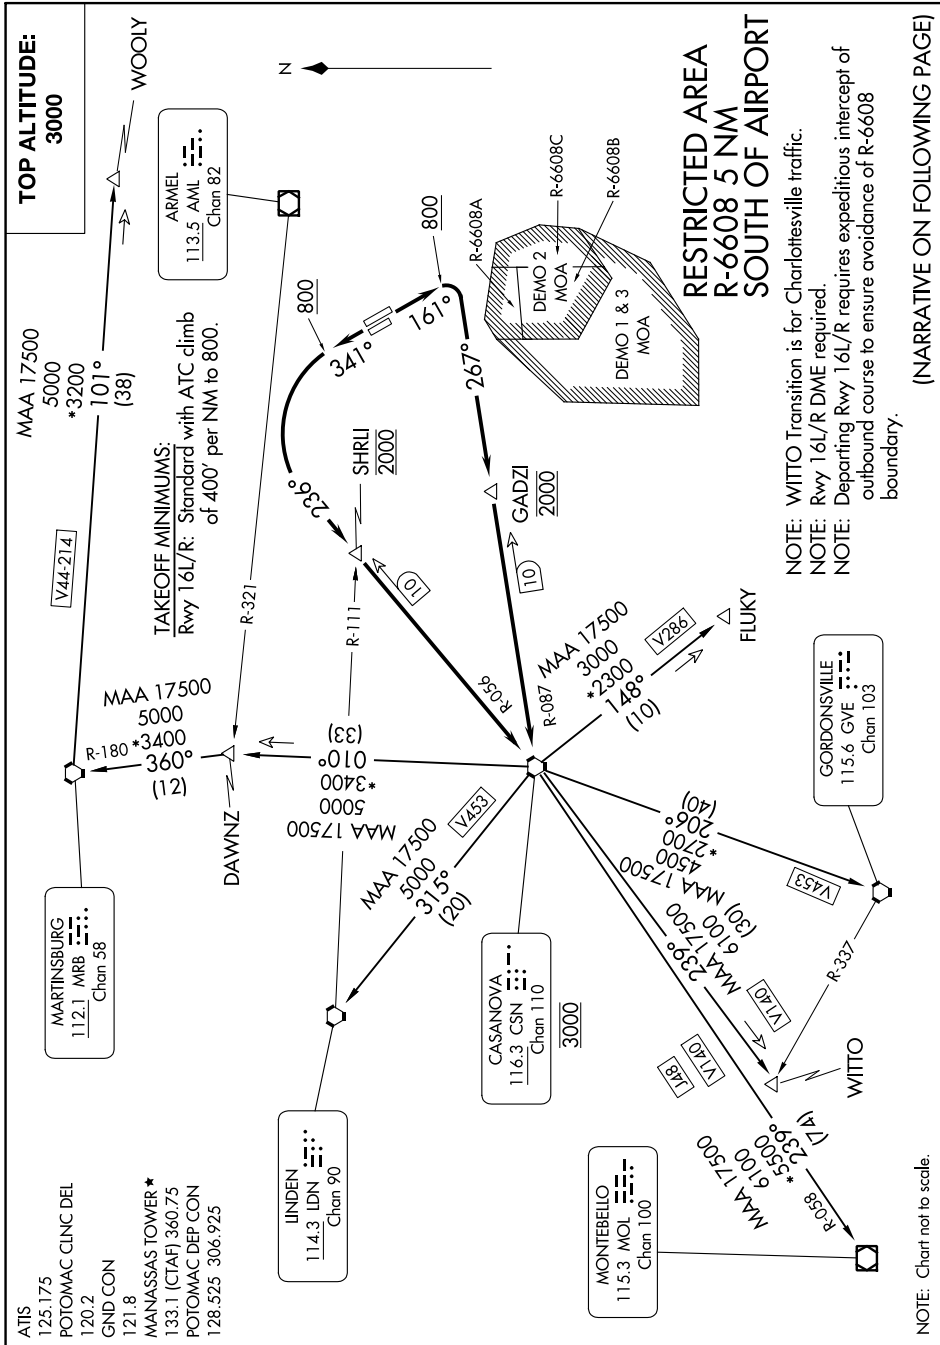 ATIS
125.175
POTOMAC CLNC DEL
120.2
GND CON
121.8
MANASSAS TOWER★
133.1 (CTAF) 360.75
POTOMAC DEP CON
128.525 306.925
TOP ALTITUDE:
3000
MARTINSBURG
112.1 MRB
Chan 58
V44-214
MAA 17500
5000
*3200
101°
(38)
WOOLY
TAKEOFF MINIMUMS:
Rwy 16L/R: Standard with ATC climb
of 400' per NM to 800.
ARMEL
113.5 AML
Chan 82
R-321
MAA 17500
5000
*3400
R-180
360°
(12)
DAWNZ
N
LINDEN
114.3 LDN
Chan 90
R-111
(33)
010°
*3400
5000
MAA 17500
SHRLI
2000
236°
800
341°
161°
800
267°
GADZI
2000
10
10
R-056
R-087
V453
MAA 17500
5000
315°
(20)
CASANOVA
116.3 CSN
Chan 110
3000
MAA 17500
3000
*2300
148°
(10)
V286
FLUKY
R-6608A
R-6608C
R-6608B
DEMO 2
MOA
DEMO 1 & 3
MOA
RESTRICTED AREA
R-6608 5 NM
SOUTH OF AIRPORT
(40)
206°
*2700
4500
MAA 17500
V453
GORDONSVILLE
115.6 GVE
Chan 103
R-337
(30)
6100
MAA 17500
239°
V140
WITTO
J48
V140
MAA 17500
6100
*5500
239°
(74)
R-058
MONTEBELLO
115.3 MOL
Chan 100
NOTE: WITTO Transition is for Charlottesville traffic.
NOTE: Rwy 16L/R DME required.
NOTE: Departing Rwy 16L/R requires expeditious intercept of
outbound course to ensure avoidance of R-6608
boundary.
NOTE: Chart not to scale.
(NARRATIVE ON FOLLOWING PAGE)